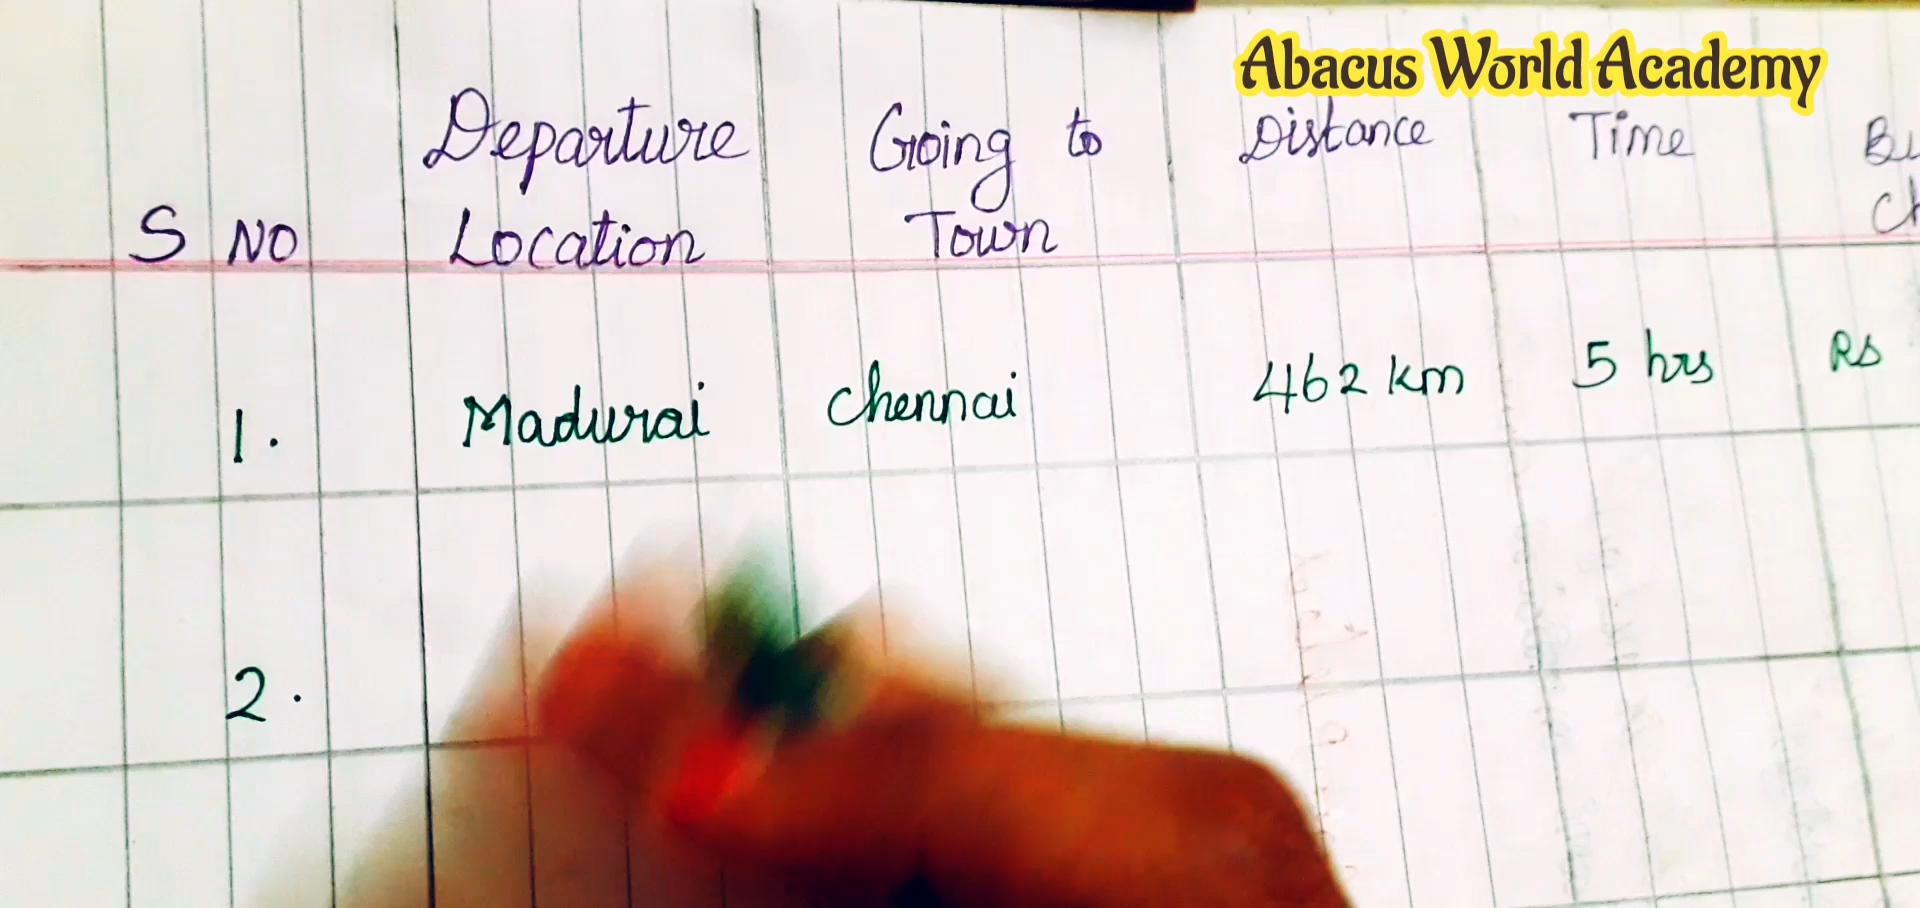 Abacus World Academy
Departure Going to Distance Time
S NO Location Town
1. Madurai Chennai 462 km 5 hrs Rs
2.